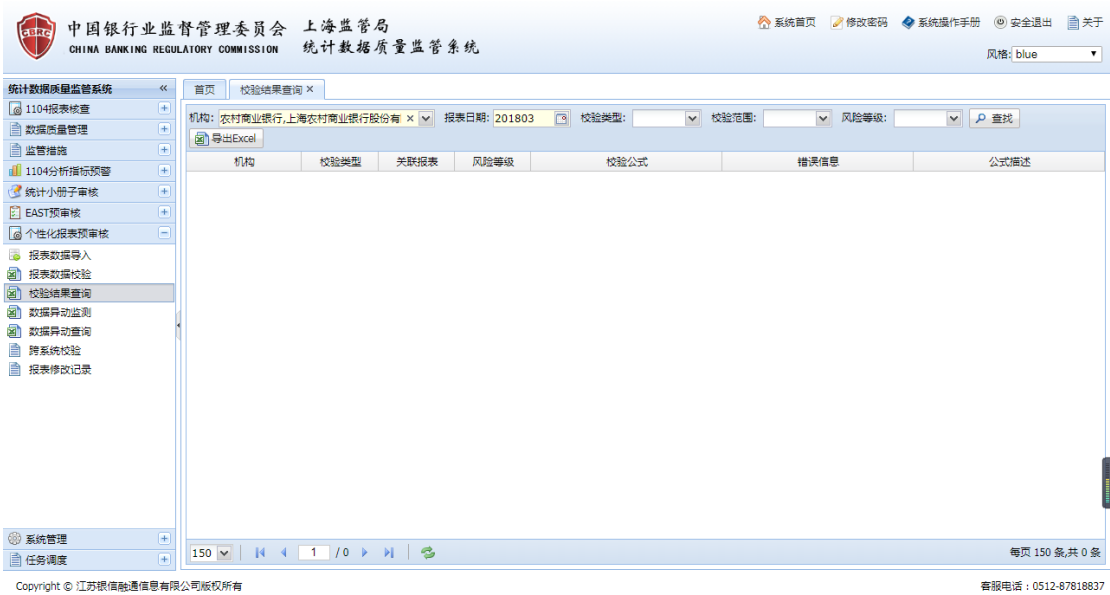 中国银行业监督管理委员会 上海监管局
CHINA BANKING REGULATORY COMMISSION 统计数据质量监管系统
CBRC
系统首页 修改密码 系统操作手册 安全退出 关于
风格: blue
统计数据质量监管系统
首页 校验结果查询
1104报表核查
数据质量管理
监管措施
1104分析指标预警
统计小册子审核
EAST预审核
个性化报表预审核
报表数据导入
报表数据校验
校验结果查询
数据异动监测
数据异动查询
跨系统校验
报表修改记录
系统管理
任务调度
机构: 农村商业银行,上海农村商业银行股份有 报表日期: 201803 校验类型: 校验范围: 风险等级: 查找
导出Excel
机构 校验类型 关联报表 风险等级 校验公式 错误信息 公式描述
150 1 / 0 每页 150 条,共 0 条
Copyright © 江苏银信融通信息有限公司版权所有 客服电话：0512-87818837